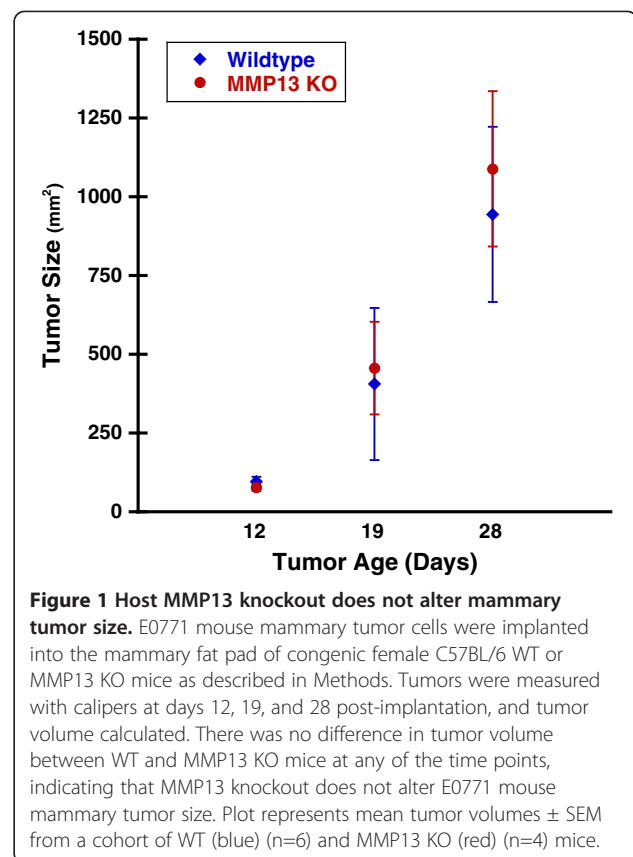 1500
Wildtype
MMP13 KO
1250
1000
750
500
250
0
Tumor Size (mm²)
12 19 28
Tumor Age (Days)
Figure 1 Host MMP13 knockout does not alter mammary
tumor size. E0771 mouse mammary tumor cells were implanted
into the mammary fat pad of congenic female C57BL/6 WT or
MMP13 KO mice as described in Methods. Tumors were measured
with calipers at days 12, 19, and 28 post-implantation, and tumor
volume calculated. There was no difference in tumor volume
between WT and MMP13 KO mice at any of the time points,
indicating that MMP13 knockout does not alter E0771 mouse
mammary tumor size. Plot represents mean tumor volumes ± SEM
from a cohort of WT (blue) (n=6) and MMP13 KO (red) (n=4) mice.